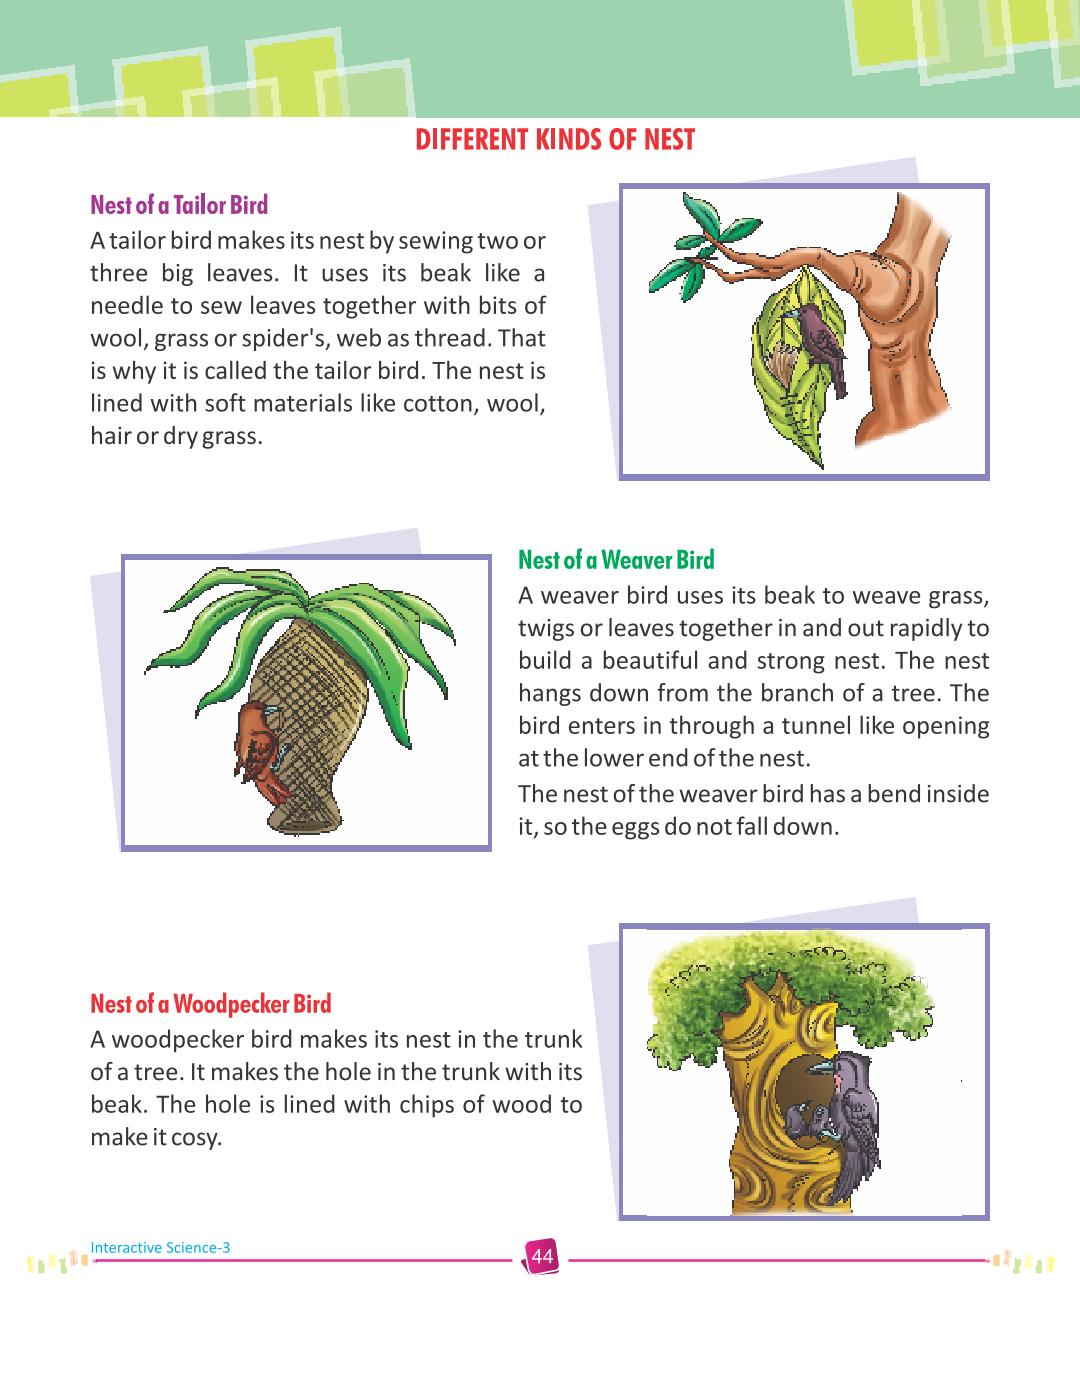 DIFFERENT KINDS OF NEST
Nest of a Tailor Bird
A tailor bird makes its nest by sewing two or
three big leaves. It uses its beak like a
needle to sew leaves together with bits of
wool, grass or spider's, web as thread. That
is why it is called the tailor bird. The nest is
lined with soft materials like cotton, wool,
hair or dry grass.
Nest of a Weaver Bird
A weaver bird uses its beak to weave grass,
twigs or leaves together in and out rapidly to
build a beautiful and strong nest. The nest
hangs down from the branch of a tree. The
bird enters in through a tunnel like opening
at the lower end of the nest.
The nest of the weaver bird has a bend inside
it, so the eggs do not fall down.
Nest of a Woodpecker Bird
A woodpecker bird makes its nest in the trunk
of a tree. It makes the hole in the trunk with its
beak. The hole is lined with chips of wood to
make it cosy.
Interactive Science-3
44